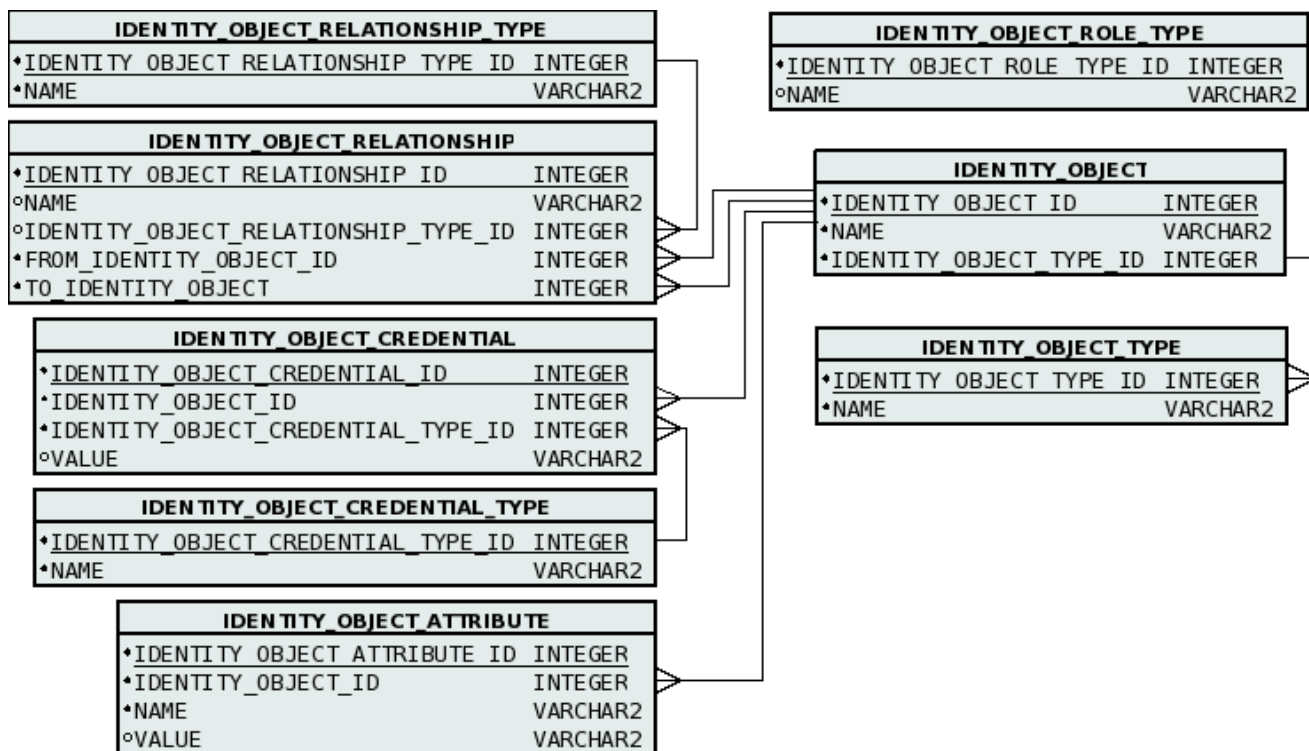 IDENTITY_OBJECT_RELATIONSHIP_TYPE
IDENTITY_OBJECT_RELATIONSHIP_TYPE_ID INTEGER
NAME VARCHAR2
IDENTITY_OBJECT_RELATIONSHIP
IDENTITY_OBJECT_RELATIONSHIP_ID INTEGER
NAME VARCHAR2
IDENTITY_OBJECT_RELATIONSHIP_TYPE_ID INTEGER
FROM_IDENTITY_OBJECT_ID INTEGER
TO_IDENTITY_OBJECT INTEGER
IDENTITY_OBJECT_CREDENTIAL
IDENTITY_OBJECT_CREDENTIAL_ID INTEGER
IDENTITY_OBJECT_ID INTEGER
IDENTITY_OBJECT_CREDENTIAL_TYPE_ID INTEGER
VALUE VARCHAR2
IDENTITY_OBJECT_CREDENTIAL_TYPE
IDENTITY_OBJECT_CREDENTIAL_TYPE_ID INTEGER
NAME VARCHAR2
IDENTITY_OBJECT_ATTRIBUTE
IDENTITY_OBJECT_ATTRIBUTE_ID INTEGER
IDENTITY_OBJECT_ID INTEGER
NAME VARCHAR2
VALUE VARCHAR2
IDENTITY_OBJECT_ROLE_TYPE
IDENTITY_OBJECT_ROLE_TYPE_ID INTEGER
NAME VARCHAR2
IDENTITY_OBJECT
IDENTITY_OBJECT_ID INTEGER
NAME VARCHAR2
IDENTITY_OBJECT_TYPE_ID INTEGER
IDENTITY_OBJECT_TYPE
IDENTITY_OBJECT_TYPE_ID INTEGER
NAME VARCHAR2